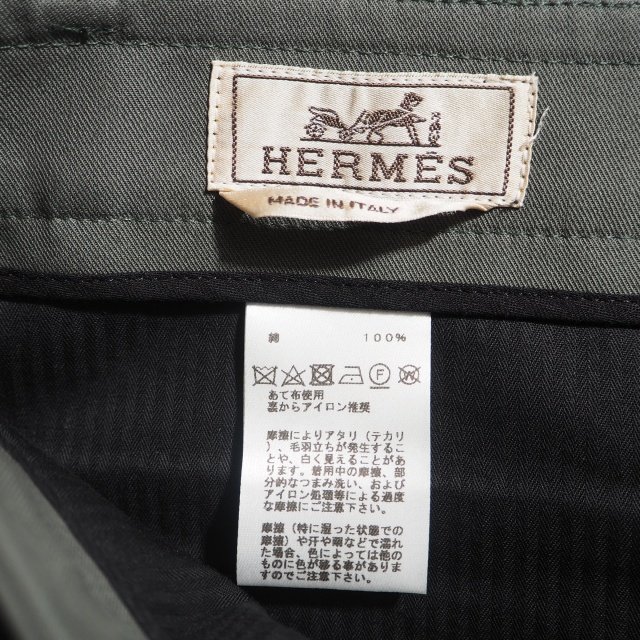 HERMES
MADE IN ITALY
綿 100%
F W
あて布使用
裏からアイロン推奨
摩擦によりアタリ（テカリ
）、毛羽立ちが発生するこ
とや、白く見えることがあ
ります。着用中の摩擦、部
分的なつまみ洗い、および
アイロン処理等による過度
な摩擦にご注意下さい。
摩擦（特に湿った状態での
摩擦）や汗や雨などで濡れ
た場合、色によっては他の
ものに色が移る事がありま
すのでご注意下さい。